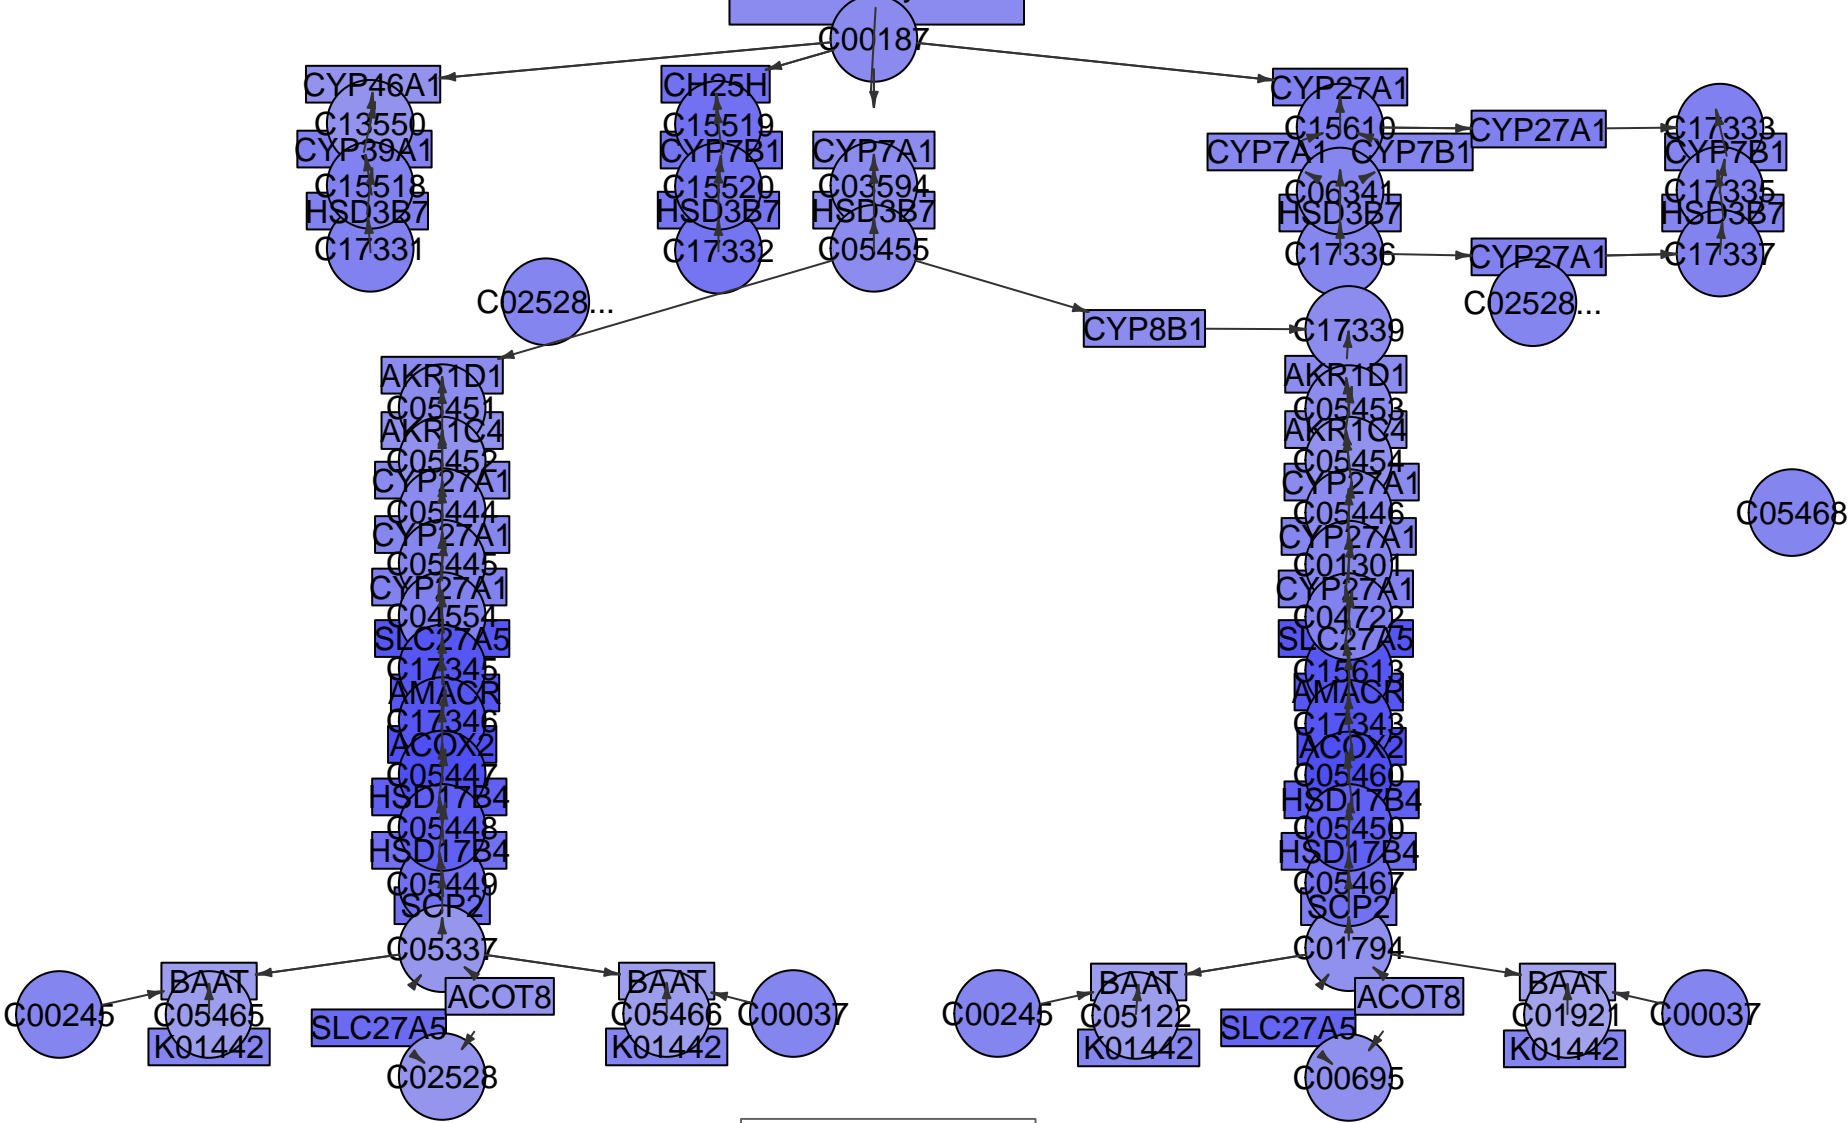 C00187
CYP46A1
CH25H
CYP27A1
C13550
C15519
C15610
CYP27A1
C17333
CYP39A1
CYP7B1
CYP7A1
CYP7A1
CYP7B1
CYP7B1
C15518
C15520
C03594
C06341
C17335
HSD3B7
HSD3B7
HSD3B7
HSD3B7
HSD3B7
C17331
C17332
C05455
C17336
CYP27A1
C17337
C02528...
C02528...
CYP8B1
C17339
AKR1D1
AKR1D1
C05451
C05453
AKR1C4
AKR1C4
C05452
C05454
CYP27A1
CYP27A1
C05444
C05446
C05468
CYP27A1
CYP27A1
C05445
C01301
CYP27A1
CYP27A1
C04554
C04722
SLC27A5
SLC27A5
C17345
C15613
AMACR
AMACR
C17346
C17343
ACOX2
ACOX2
C05447
C05460
HSD17B4
HSD17B4
C05448
C05450
HSD17B4
HSD17B4
C05449
C05467
SCP2
SCP2
C05337
C01794
BAAT
BAAT
BAAT
BAAT
ACOT8
ACOT8
C00245
C05465
C05466
C00037
C00245
C05122
C01921
C00037
SLC27A5
SLC27A5
K01442
K01442
K01442
K01442
C02528
C00695